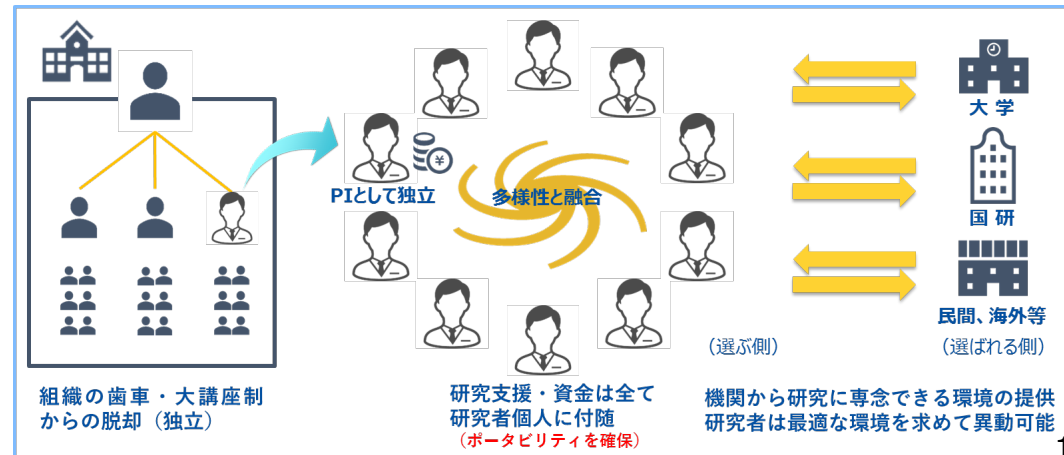 PIとして独立
¥
多様性と融合
大学
国研
民間、海外等
（選ぶ側）
（選ばれる側）
組織の歯車・大講座制
からの脱却（独立）
研究支援・資金は全て
研究者個人に付随
（ポータビリティを確保）
機関から研究に専念できる環境の提供
研究者は最適な環境を求めて異動可能